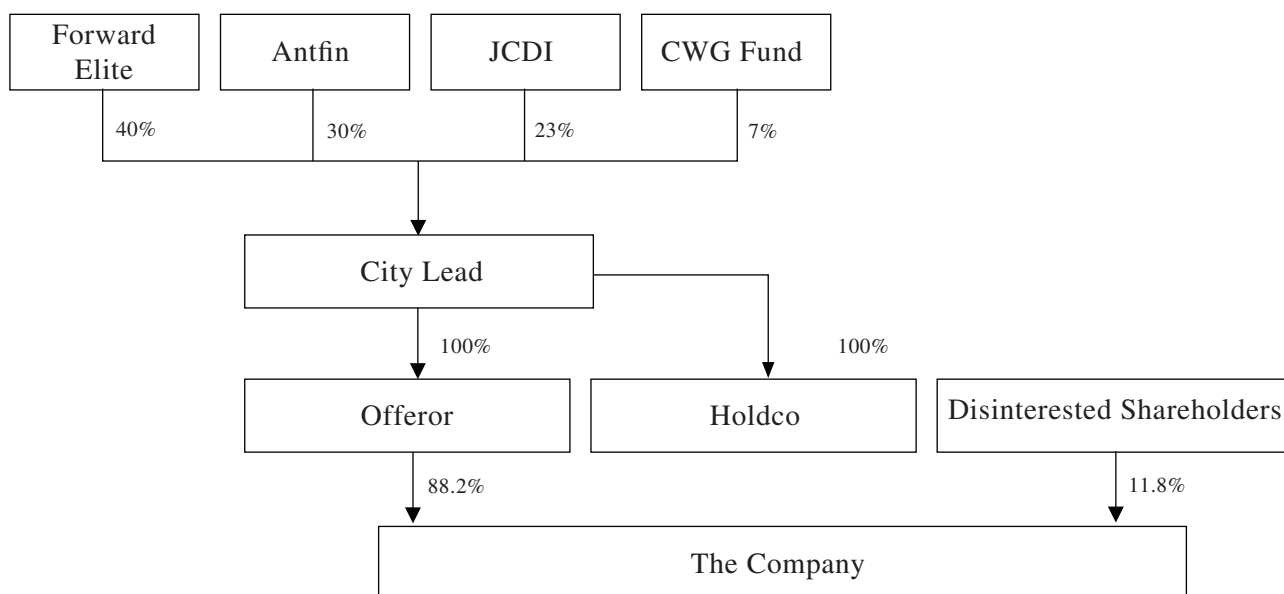 Forward
Elite
Antfin
JCDI
CWG Fund
40%
30%
23%
7%
City Lead
100%
100%
Offeror
Holdco
Disinterested Shareholders
88.2%
11.8%
The Company